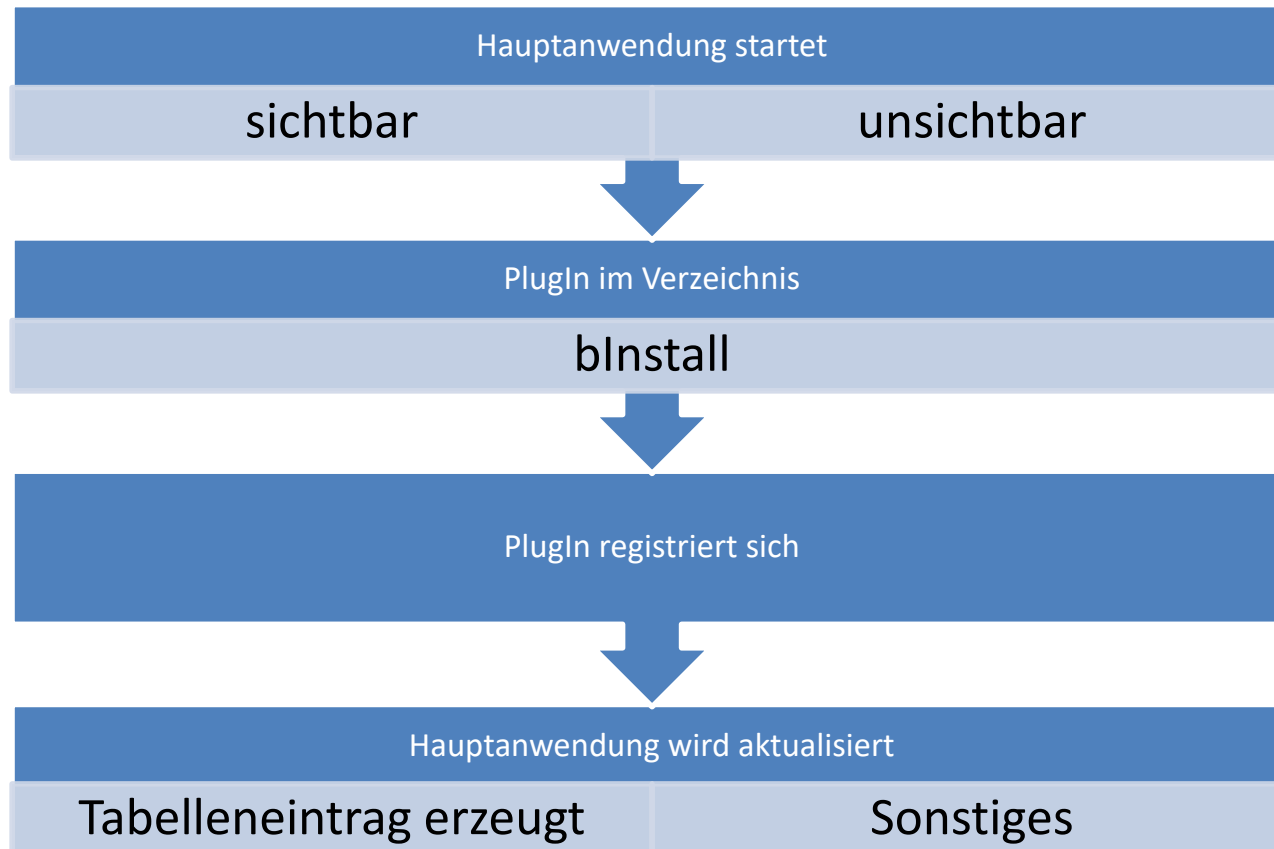 Hauptanwendung startet
sichtbar unsichtbar
PlugIn im Verzeichnis
bInstall
PlugIn registriert sich
Hauptanwendung wird aktualisiert
Tabelleneintrag erzeugt Sonstiges